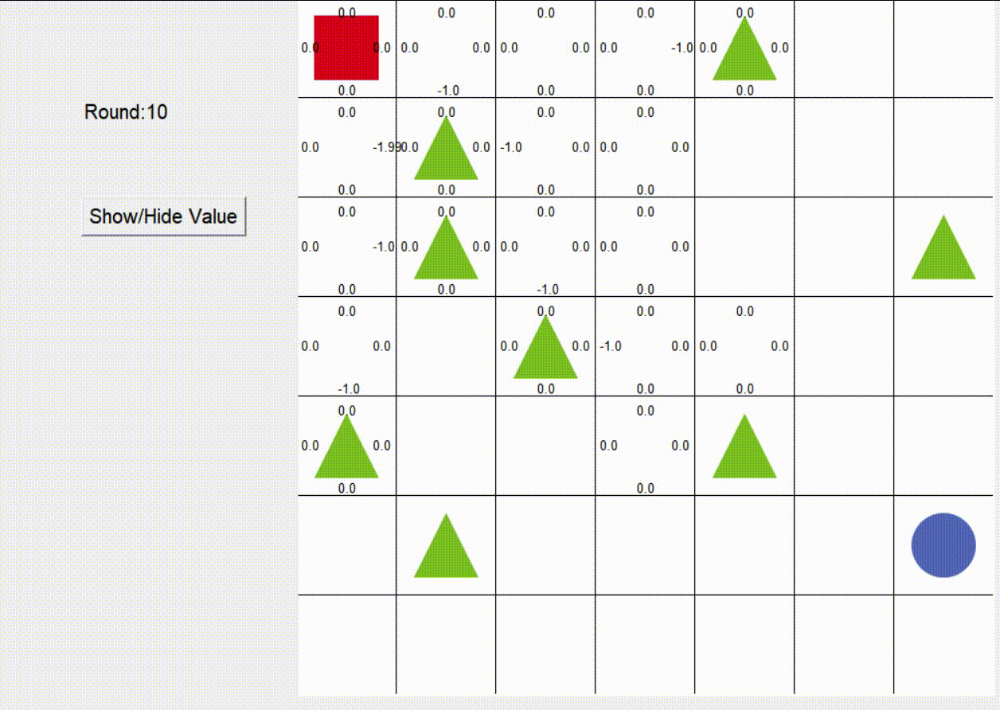 0.0 0.0 0.0 0.0 0.0
0.0 0.0 0.0 0.0 0.0 0.0 0.0 -1.0 0.0 0.0
0.0 -1.0 0.0 0.0 0.0
Round:10
0.0 0.0 0.0 0.0
0.0 -1.99 0.0 0.0 -1.0 0.0 0.0 0.0
0.0 0.0 0.0 0.0
Show/Hide Value
0.0 0.0 0.0 0.0
0.0 -1.0 0.0 0.0 0.0 0.0 0.0 0.0
0.0 0.0 -1.0 0.0
0.0 0.0 0.0 0.0
0.0 0.0 0.0 0.0 -1.0 0.0 0.0 0.0
-1.0 0.0 0.0 0.0
0.0 0.0
0.0 0.0 0.0 0.0
0.0 0.0